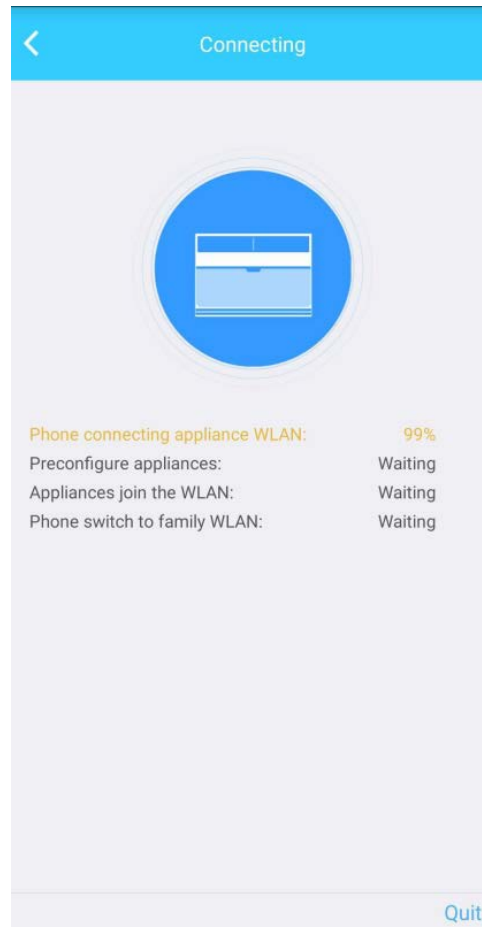 Connecting
Phone connecting appliance WLAN: 99%
Preconfigure appliances: Waiting
Appliances join the WLAN: Waiting
Phone switch to family WLAN: Waiting
Quit